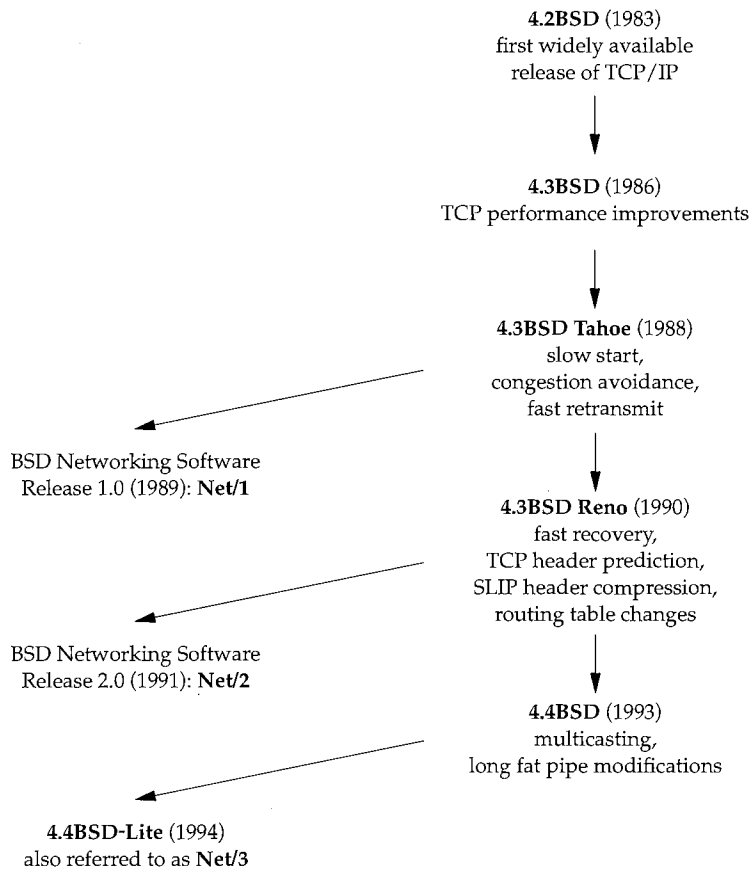 4.2BSD (1983)
first widely available
release of TCP/IP
4.3BSD (1986)
TCP performance improvements
4.3BSD Tahoe (1988)
slow start,
congestion avoidance,
fast retransmit
BSD Networking Software
Release 1.0 (1989): Net/1
4.3BSD Reno (1990)
fast recovery,
TCP header prediction,
SLIP header compression,
routing table changes
BSD Networking Software
Release 2.0 (1991): Net/2
4.4BSD (1993)
multicasting,
long fat pipe modifications
4.4BSD-Lite (1994)
also referred to as Net/3